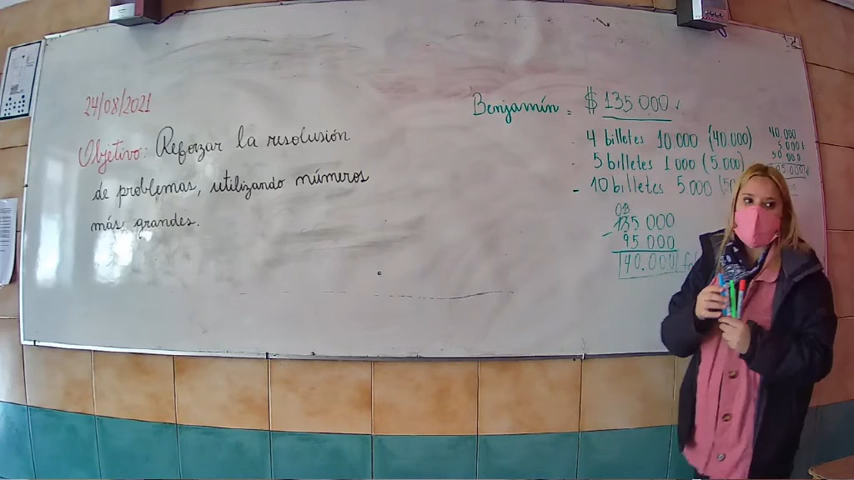 24/08/2021
Objetivo: Reforzar la resolusión
de problemas, utilizando números
más grandes.
Benjamín = $ 135 000
- 4 billetes 10.000 (40.000)
- 5 billetes 1 000 (5.000)
- 10 billetes 5 000 (50
40.000
5 000
50 000
135 000
- 95 000
40.000